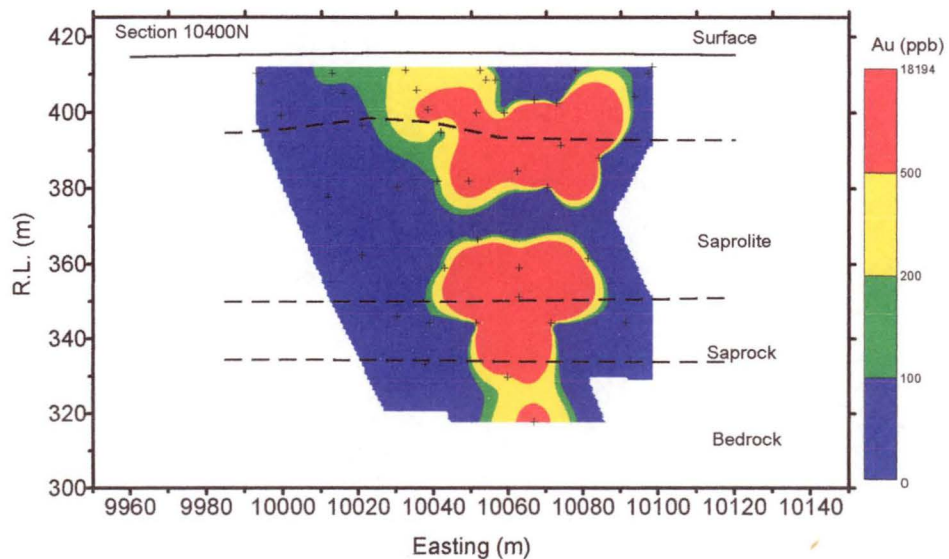 Section 10400N
Surface
Au (ppb)
18194
500
200
100
0
420
400
380
360
340
320
300
R.L. (m)
Saprolite
Saprock
Bedrock
9960 9980 10000 10020 10040 10060 10080 10100 10120 10140
Easting (m)